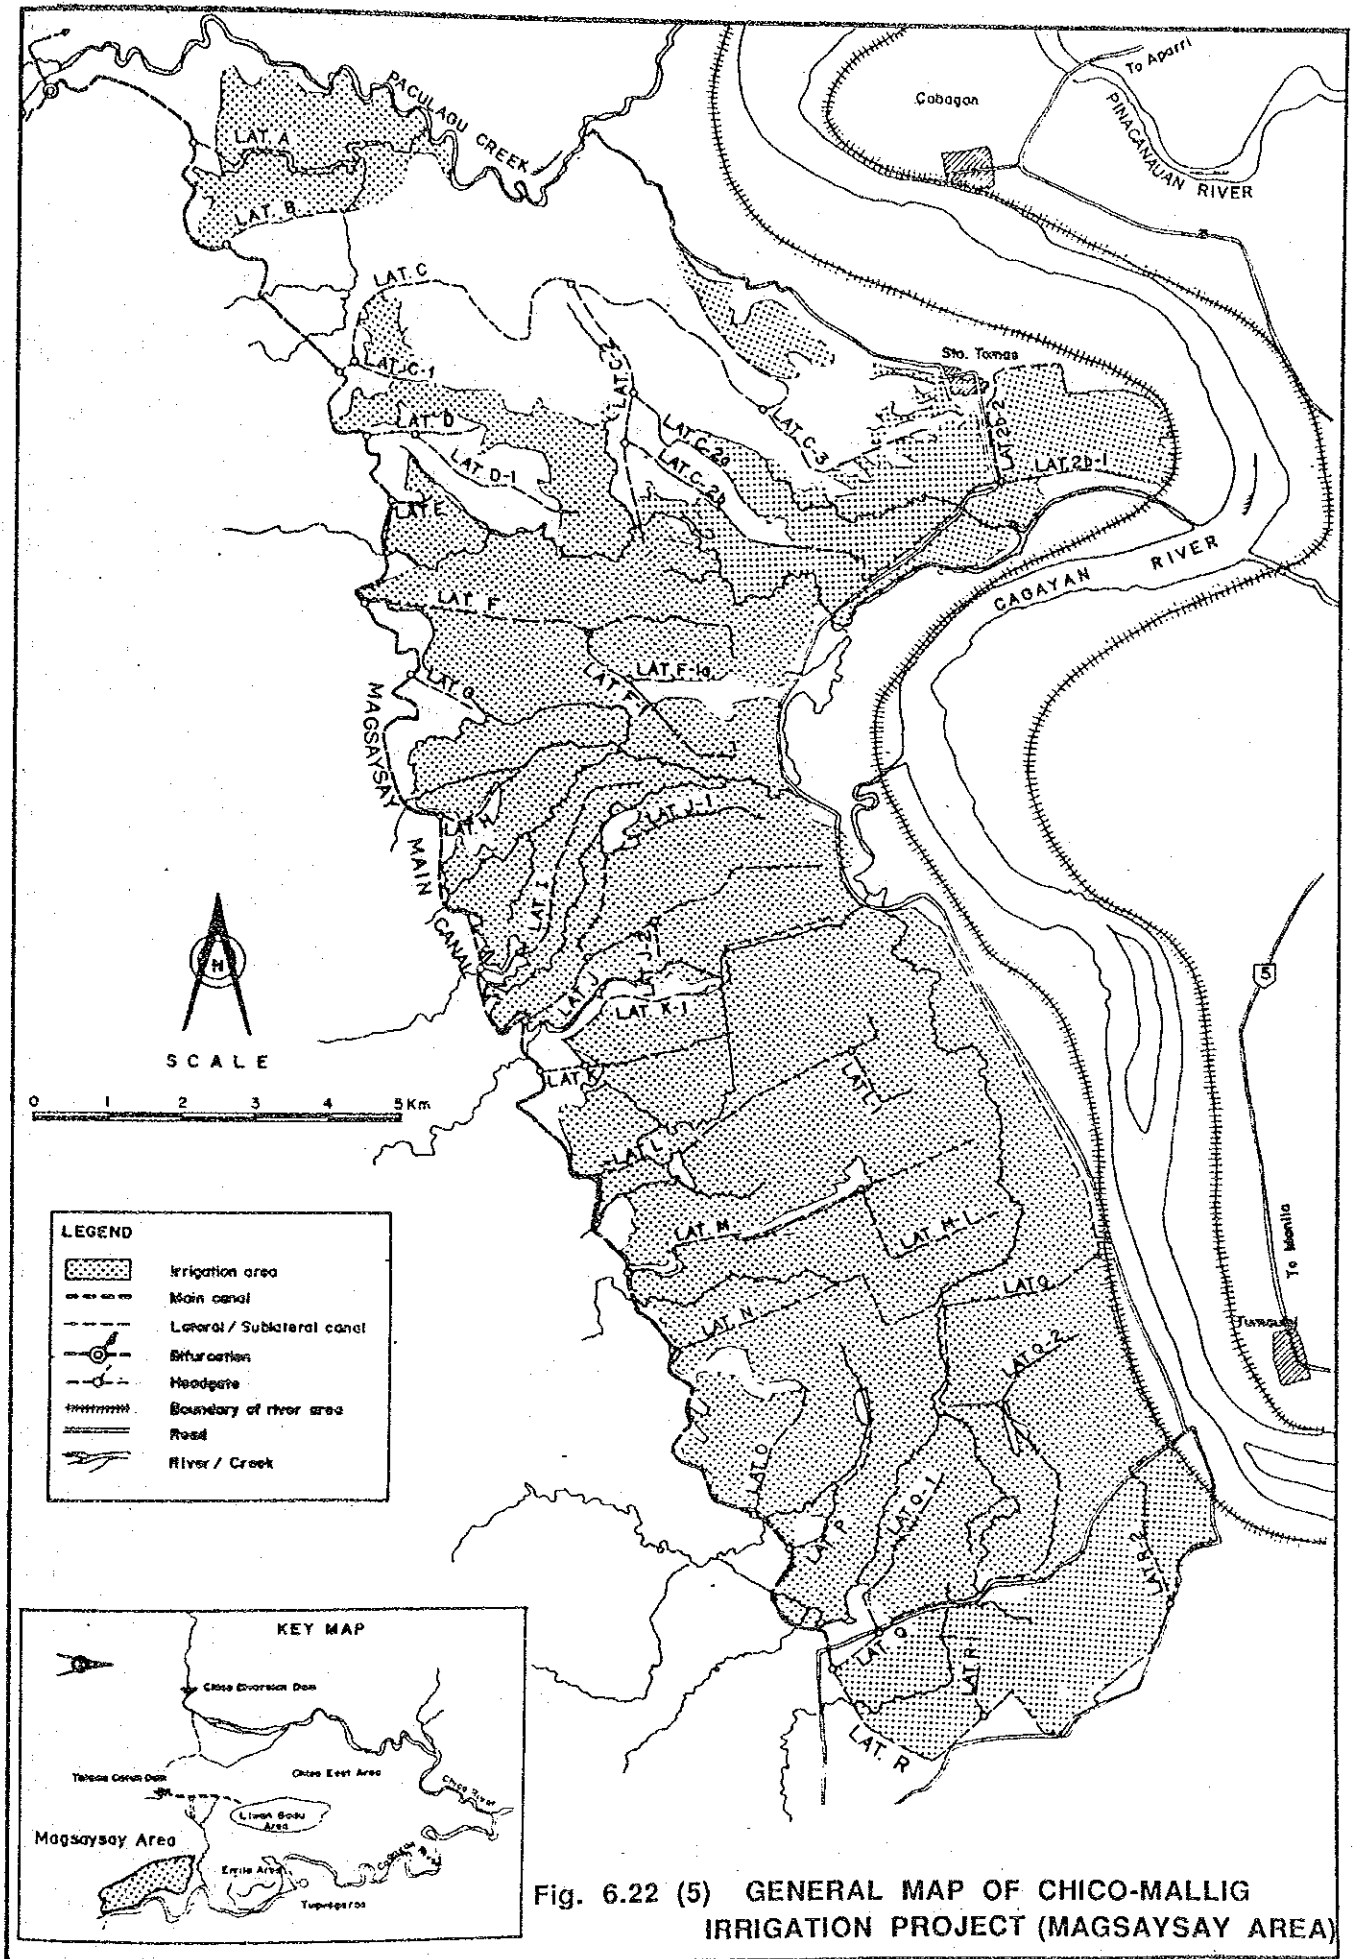 PACULAGU CREEK
To Aparri
Cabagan
PINACANAUAN RIVER
LAT. A
LAT. B
LAT. C
LAT. C-1
LAT. C-2
Sto. Tomas
LAT. D
LAT. C-2a
LAT. C-3
LAT. 2b-2
LAT. D-1
LAT. C-2b
LAT. 2b-1
LAT. E
CAGAYAN RIVER
LAT. F
LAT. F-1a
LAT. F-1
LAT. G
MAGSAYSAY MAIN CANAL
LAT. H
LAT. J-1
LAT. I
N
LAT. J
LAT. K-1
5
SCALE
0 1 2 3 4 5 Km
LAT. K
LAT. L
LAT. M
LAT. M-1
To Manila
LEGEND
Irrigation area
Main canal
Lateral / Sublateral canal
Bifurcation
Headgate
Boundary of river area
Road
River / Creek
LAT. N
LAT. Q
LAT. Q-2
LAT. O
LAT. P
LAT. Q-1
LAT. R-2
LAT. Q
LAT. R-1
LAT. R
KEY MAP
Chico Diversion Dam
Chico East Area
Chico River
Liwan Area
Magsaysay Area
Enrile Area
Fig. 6.22 (5) GENERAL MAP OF CHICO-MALLIG
IRRIGATION PROJECT (MAGSAYSAY AREA)